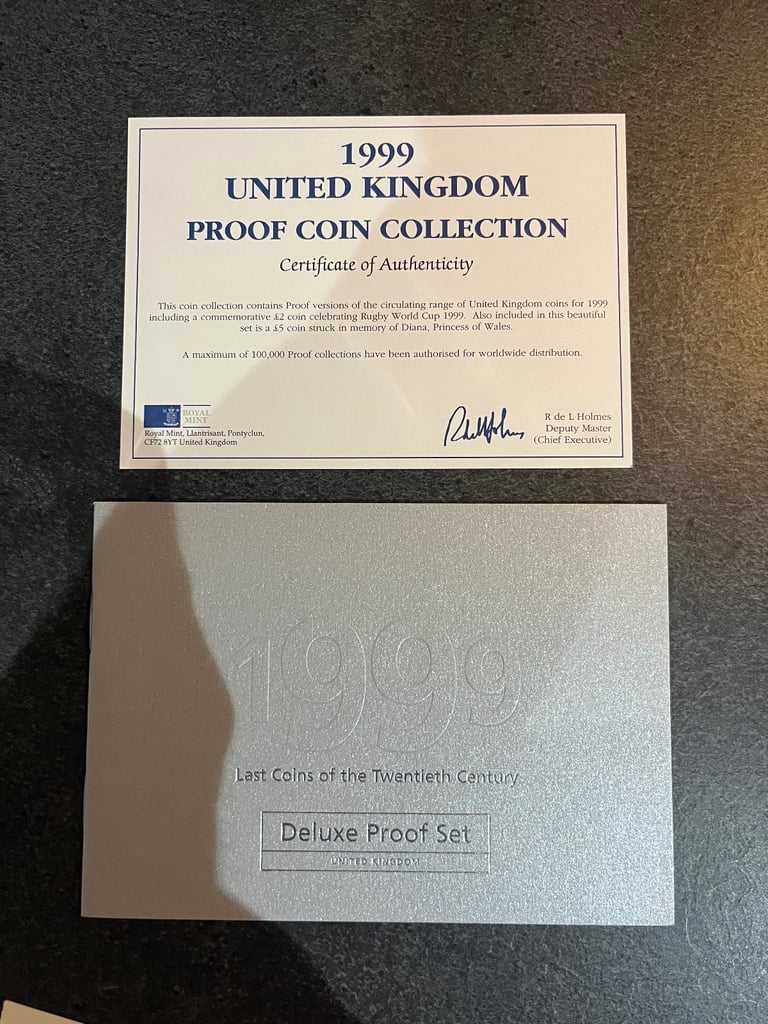 1999
UNITED KINGDOM
PROOF COIN COLLECTION
Certificate of Authenticity
This coin collection contains Proof versions of the circulating range of United Kingdom coins for 1999
including a commemorative £2 coin celebrating Rugby World Cup 1999. Also included in this beautiful
set is a £5 coin struck in memory of Diana, Princess of Wales.
A maximum of 100,000 Proof collections have been authorised for worldwide distribution.
ROYAL
MINT
Royal Mint, Llantrisant, Pontyclun,
CF72 8YT United Kingdom
R de L Holmes
Deputy Master
(Chief Executive)
1999
Last Coins of the Twentieth Century
Deluxe Proof Set
UNITED KINGDOM